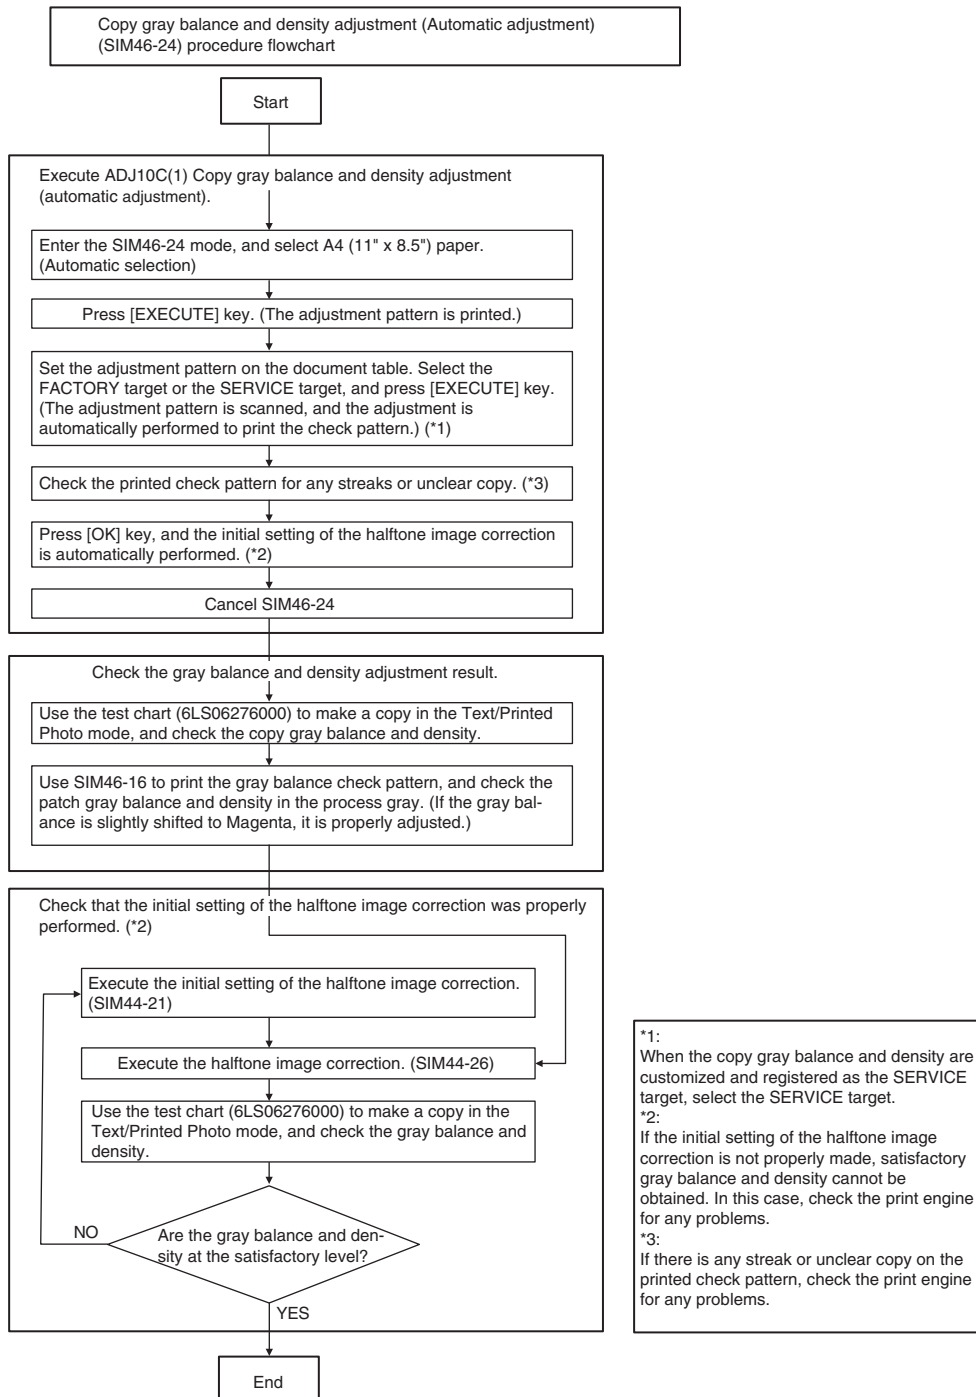 Copy gray balance and density adjustment (Automatic adjustment)
(SIM46-24) procedure flowchart
Start
Execute ADJ10C(1) Copy gray balance and density adjustment
(automatic adjustment).
Enter the SIM46-24 mode, and select A4 (11" x 8.5") paper.
(Automatic selection)
Press [EXECUTE] key. (The adjustment pattern is printed.)
Set the adjustment pattern on the document table. Select the
FACTORY target or the SERVICE target, and press [EXECUTE] key.
(The adjustment pattern is scanned, and the adjustment is
automatically performed to print the check pattern.) (*1)
Check the printed check pattern for any streaks or unclear copy. (*3)
Press [OK] key, and the initial setting of the halftone image correction
is automatically performed. (*2)
Cancel SIM46-24
Check the gray balance and density adjustment result.
Use the test chart (6LS06276000) to make a copy in the Text/Printed
Photo mode, and check the copy gray balance and density.
Use SIM46-16 to print the gray balance check pattern, and check the
patch gray balance and density in the process gray. (If the gray bal-
ance is slightly shifted to Magenta, it is properly adjusted.)
Check that the initial setting of the halftone image correction was properly
performed. (*2)
Execute the initial setting of the halftone image correction.
(SIM44-21)
Execute the halftone image correction. (SIM44-26)
Use the test chart (6LS06276000) to make a copy in the
Text/Printed Photo mode, and check the gray balance and
density.
NO
Are the gray balance and den-
sity at the satisfactory level?
YES
End
*1:
When the copy gray balance and density are
customized and registered as the SERVICE
target, select the SERVICE target.
*2:
If the initial setting of the halftone image
correction is not properly made, satisfactory
gray balance and density cannot be
obtained. In this case, check the print engine
for any problems.
*3:
If there is any streak or unclear copy on the
printed check pattern, check the print engine
for any problems.